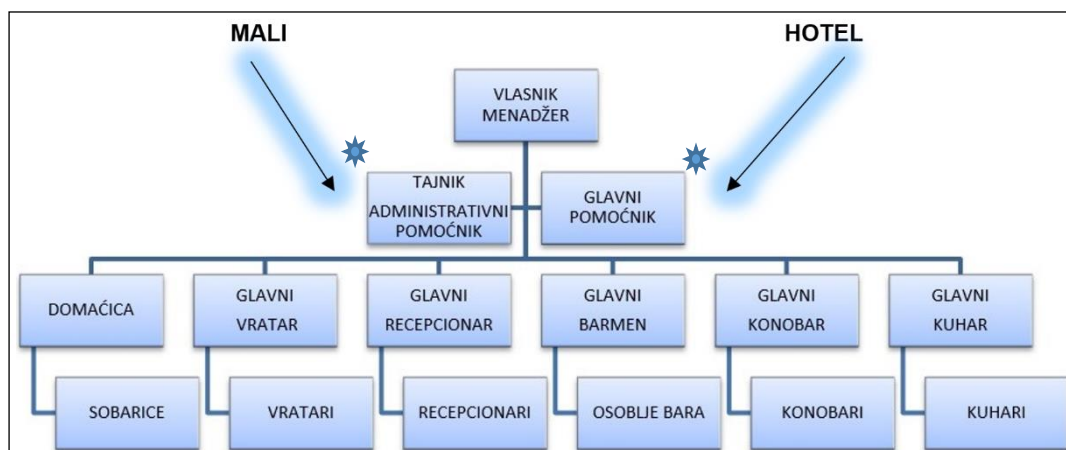 MALI
HOTEL
VLASNIK
MENADŽER
TAJNIK
ADMINISTRATIVNI
POMOĆNIK
GLAVNI
POMOĆNIK
DOMAĆICA
GLAVNI
VRATAR
GLAVNI
RECEPCIONAR
GLAVNI
BARMEN
GLAVNI
KONOBAR
GLAVNI
KUHAR
SOBARICE
VRATARI
RECEPCIONARI
OSOBLJE BARA
KONOBARI
KUHARI